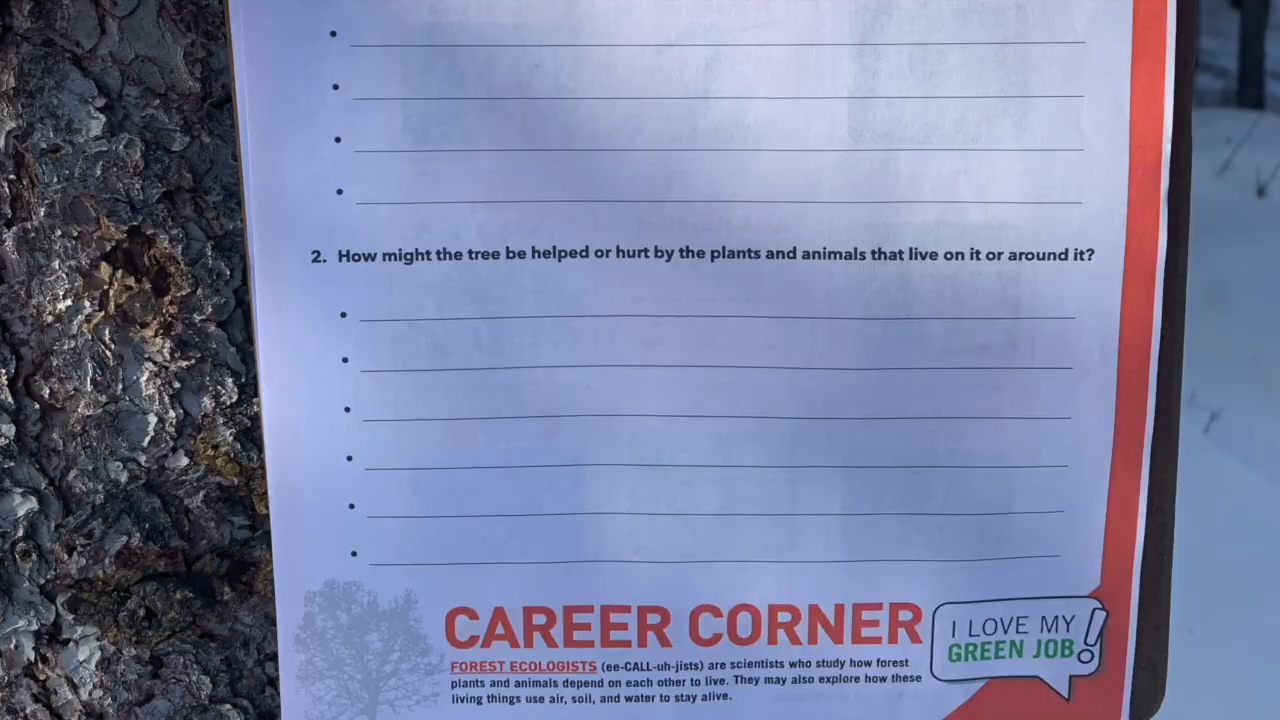 2. How might the tree be helped or hurt by the plants and animals that live on it or around it?
CAREER CORNER
FOREST ECOLOGISTS (ee-CALL-uh-jists) are scientists who study how forest
plants and animals depend on each other to live. They may also explore how these
living things use air, soil, and water to stay alive.
I LOVE MY
GREEN JOB!